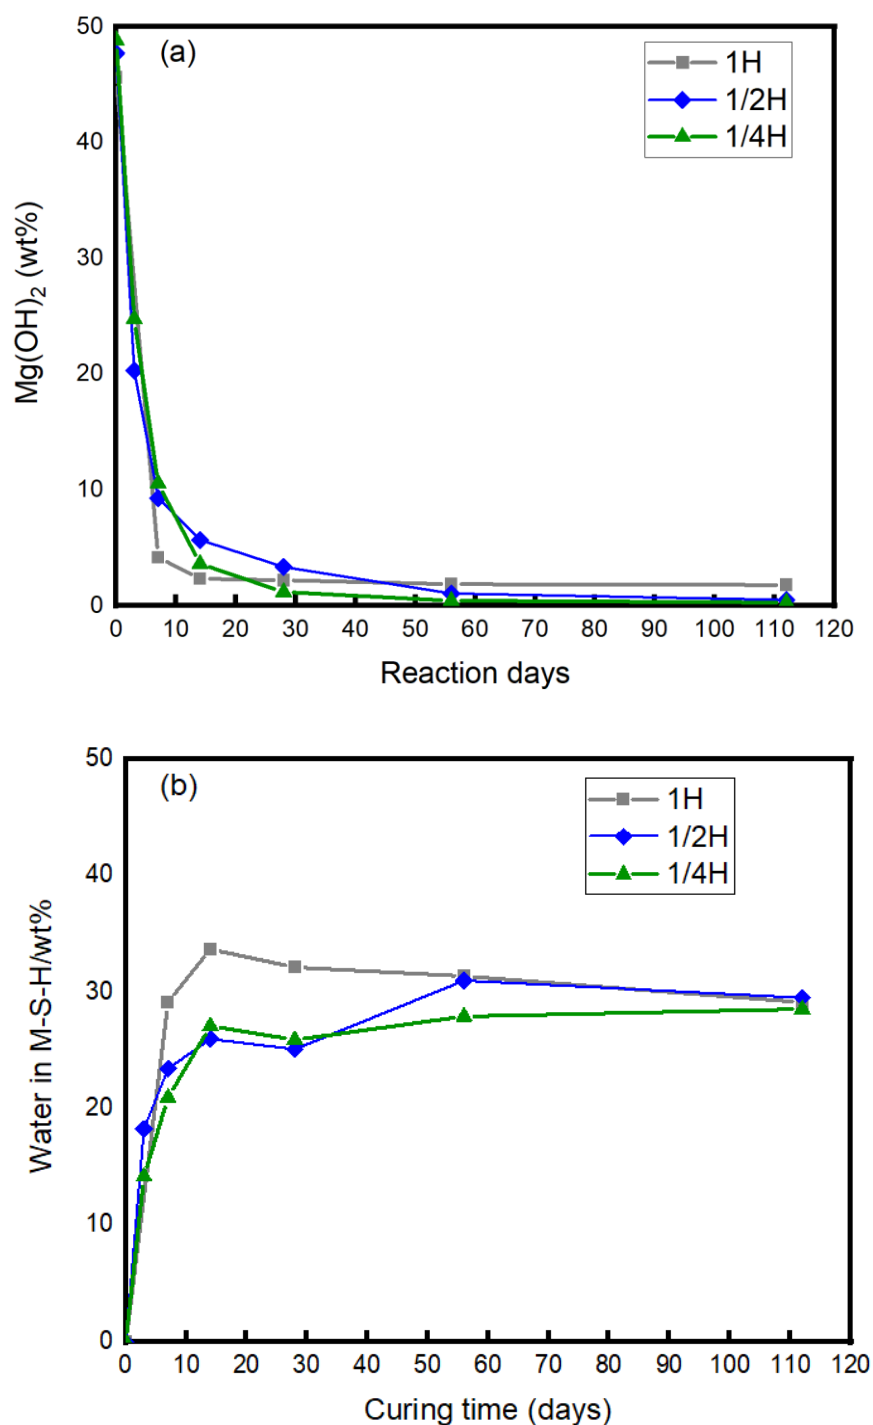 (a)
1H
1/2H
1/4H
50
40
30
20
10
0
Mg(OH)₂ (wt%)
0 10 20 30 40 50 60 70 80 90 100 110 120
Reaction days
(b)
1H
1/2H
1/4H
50
40
30
20
10
0
Water in M-S-H/wt%
0 10 20 30 40 50 60 70 80 90 100 110 120
Curing time (days)